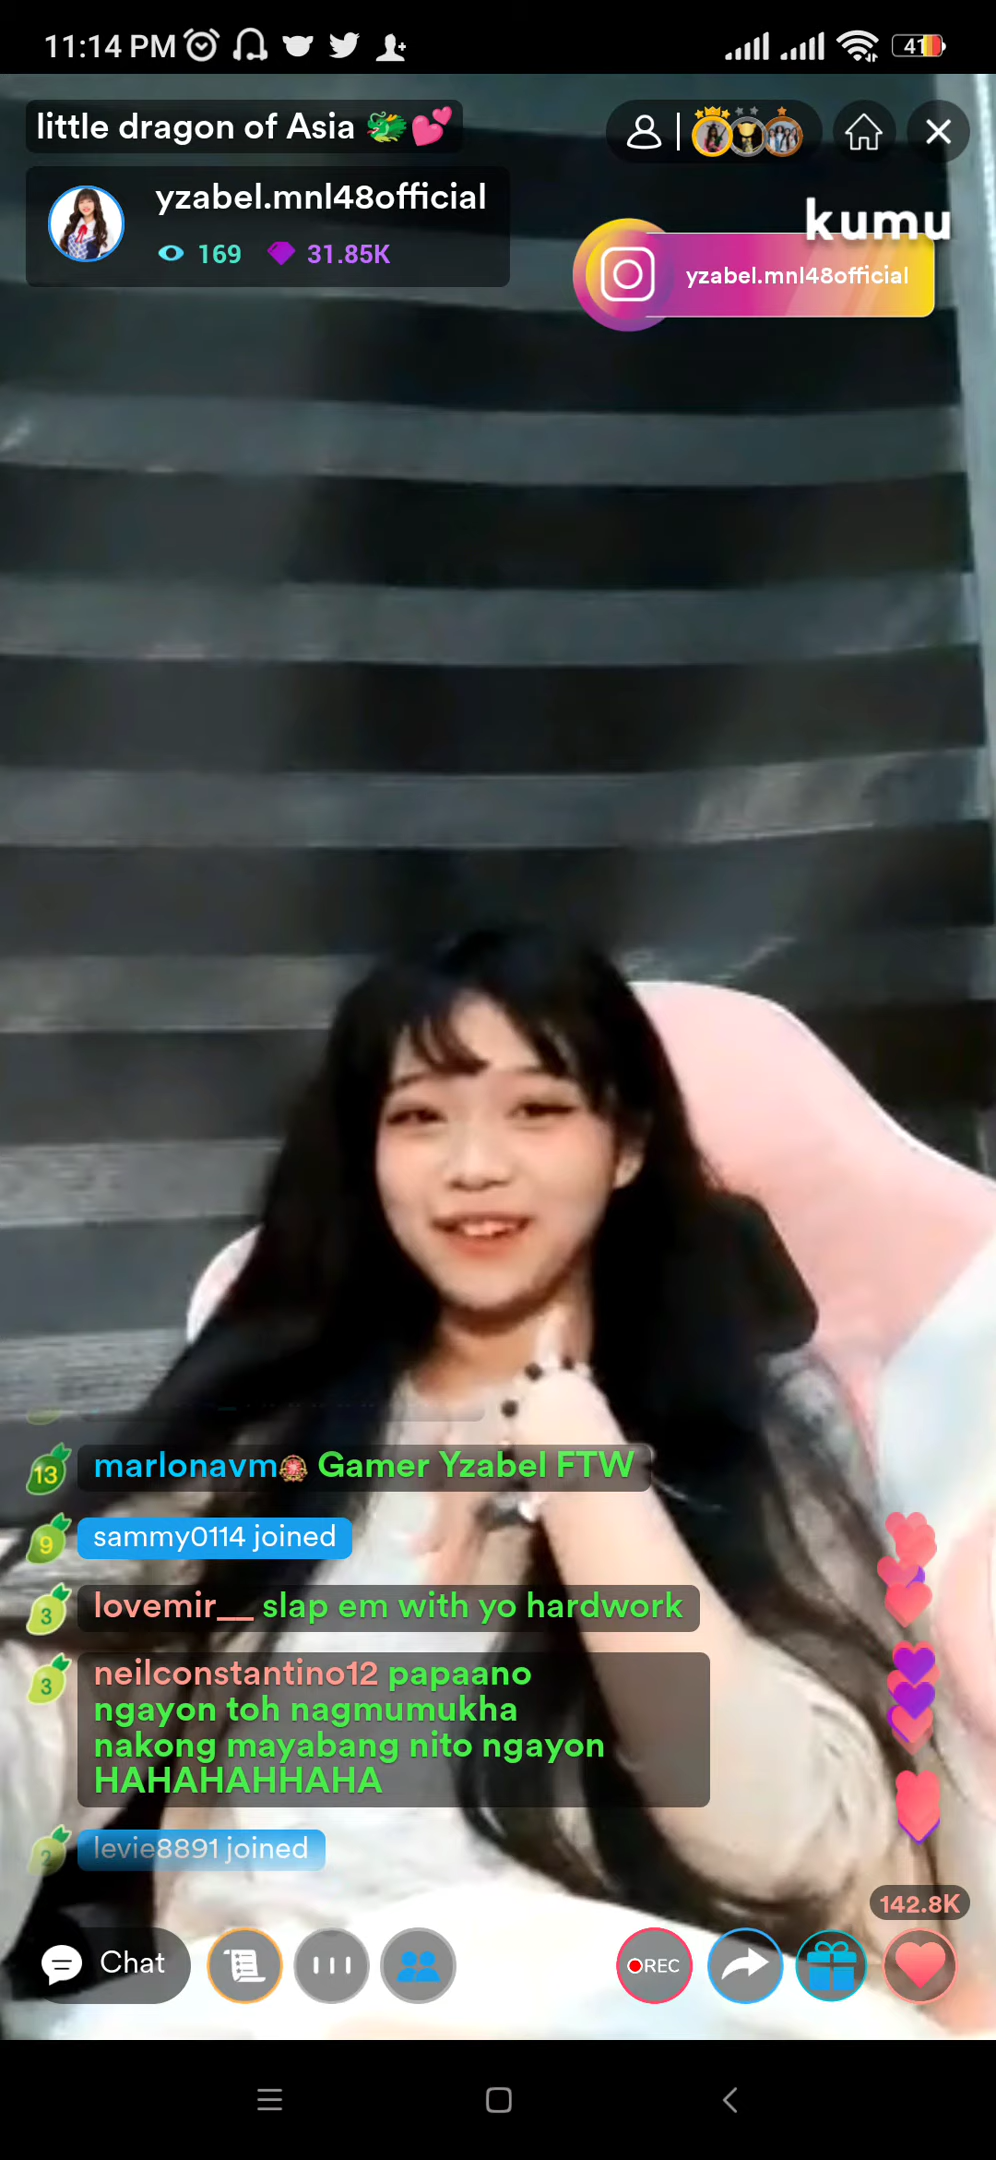 11:14 PM
41
little dragon of Asia 🐲💕
yzabel.mnl48official
169 31.85K
kumu
yzabel.mnl48official
13 marlonavm Gamer Yzabel FTW
9 sammy0114 joined
3 lovemir__ slap em with yo hardwork
3 neilconstantino12 papaano
ngayon toh nagmumukha
nakong mayabang nito ngayon
HAHAHAHHAHA
2 levie8891 joined
142.8K
Chat
REC